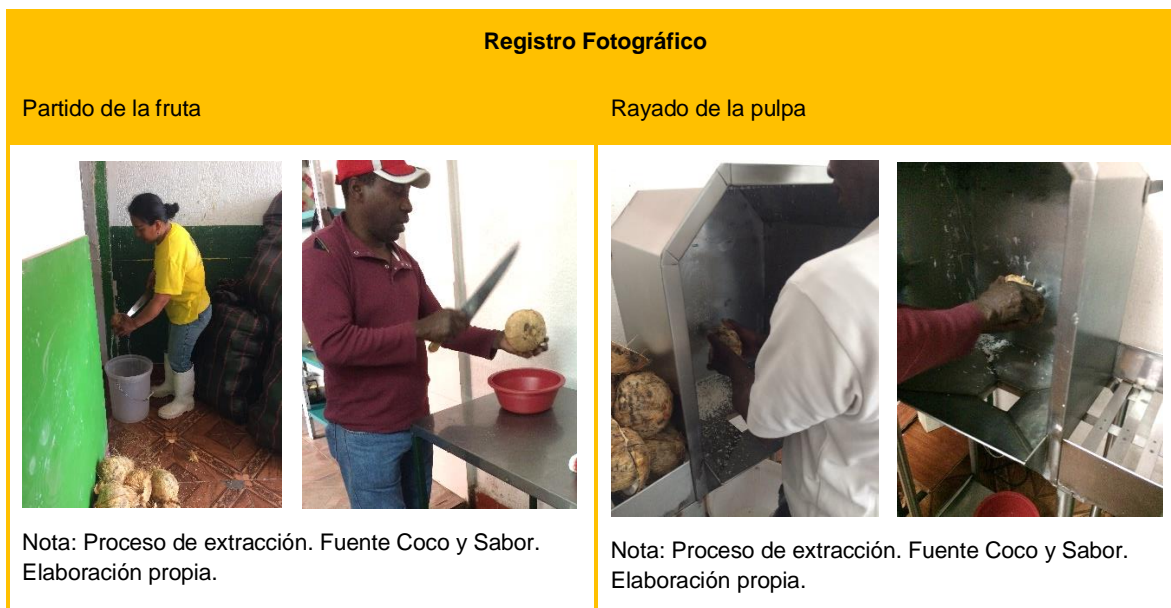 Registro Fotográfico
Partido de la fruta
Rayado de la pulpa
Nota: Proceso de extracción. Fuente Coco y Sabor.
Elaboración propia.
Nota: Proceso de extracción. Fuente Coco y Sabor.
Elaboración propia.